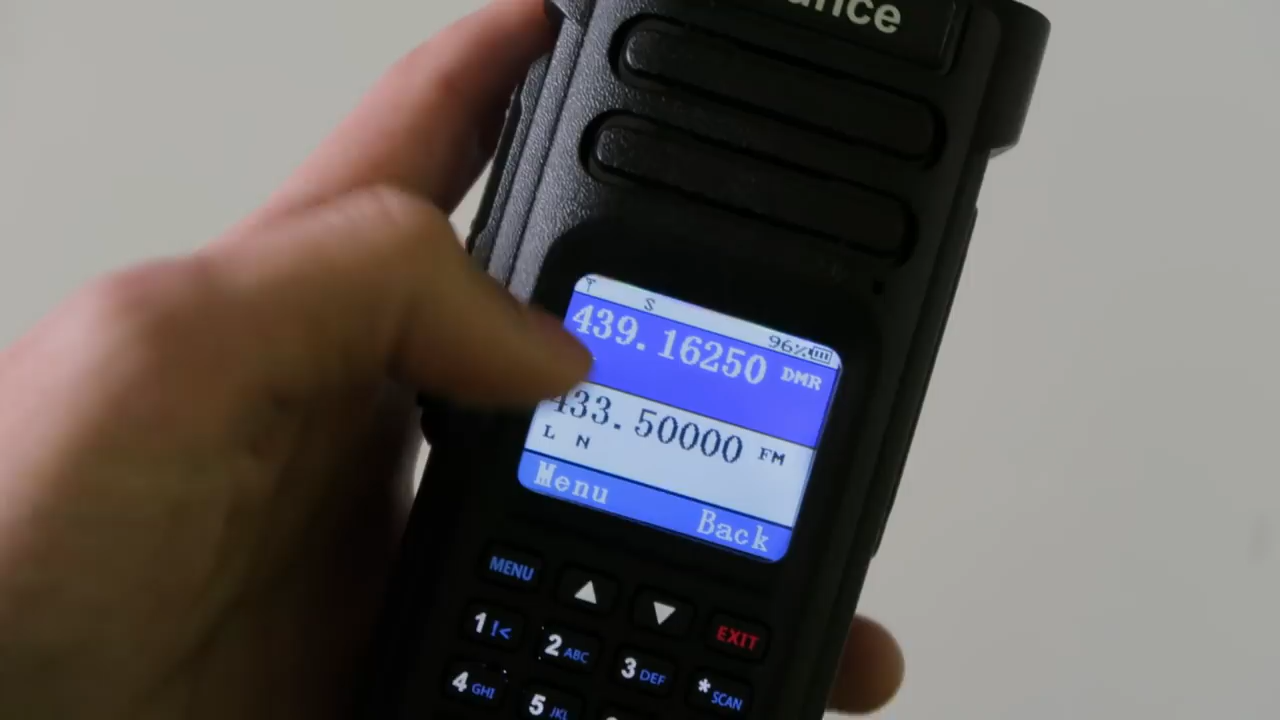 S 96%
439.16250 DMR
433.50000 FM
L N
Menu Back
MENU EXIT
1 !< 2 ABC 3 DEF * SCAN
4 GHI 5 JKL